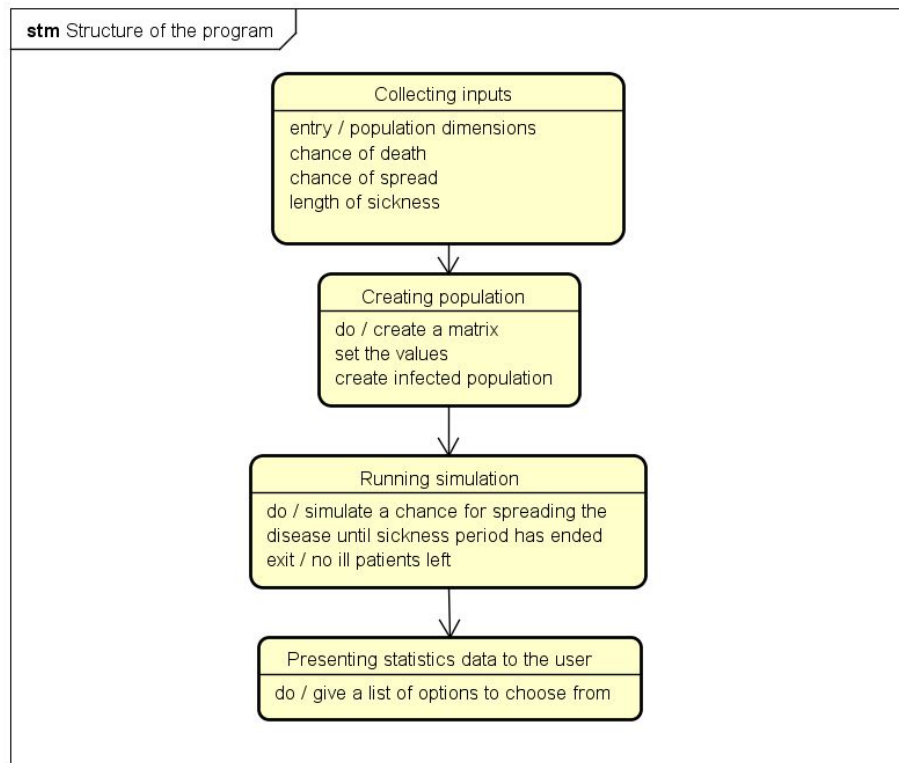 stm Structure of the program
Collecting inputs
entry / population dimensions
chance of death
chance of spread
length of sickness
Creating population
do / create a matrix
set the values
create infected population
Running simulation
do / simulate a chance for spreading the
disease until sickness period has ended
exit / no ill patients left
Presenting statistics data to the user
do / give a list of options to choose from